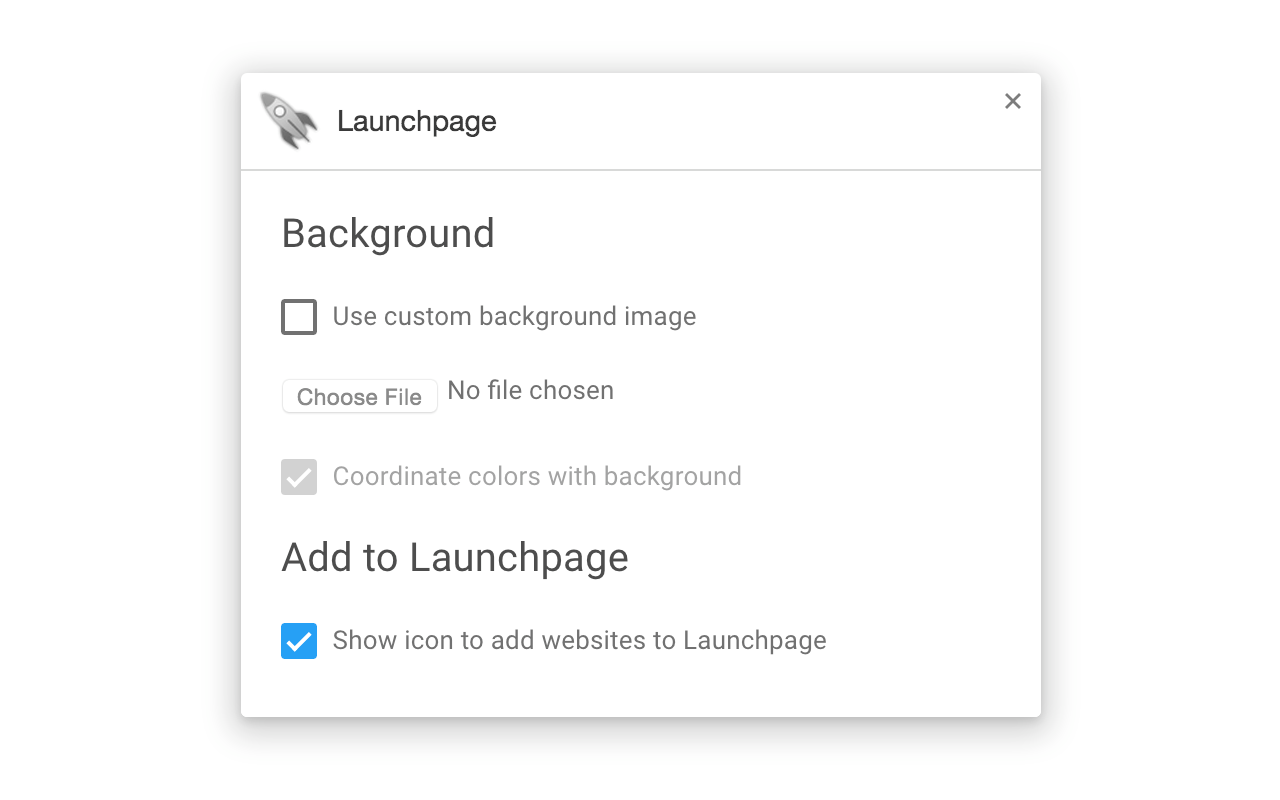 Launchpage
Background
Use custom background image
Choose File No file chosen
Coordinate colors with background
Add to Launchpage
Show icon to add websites to Launchpage